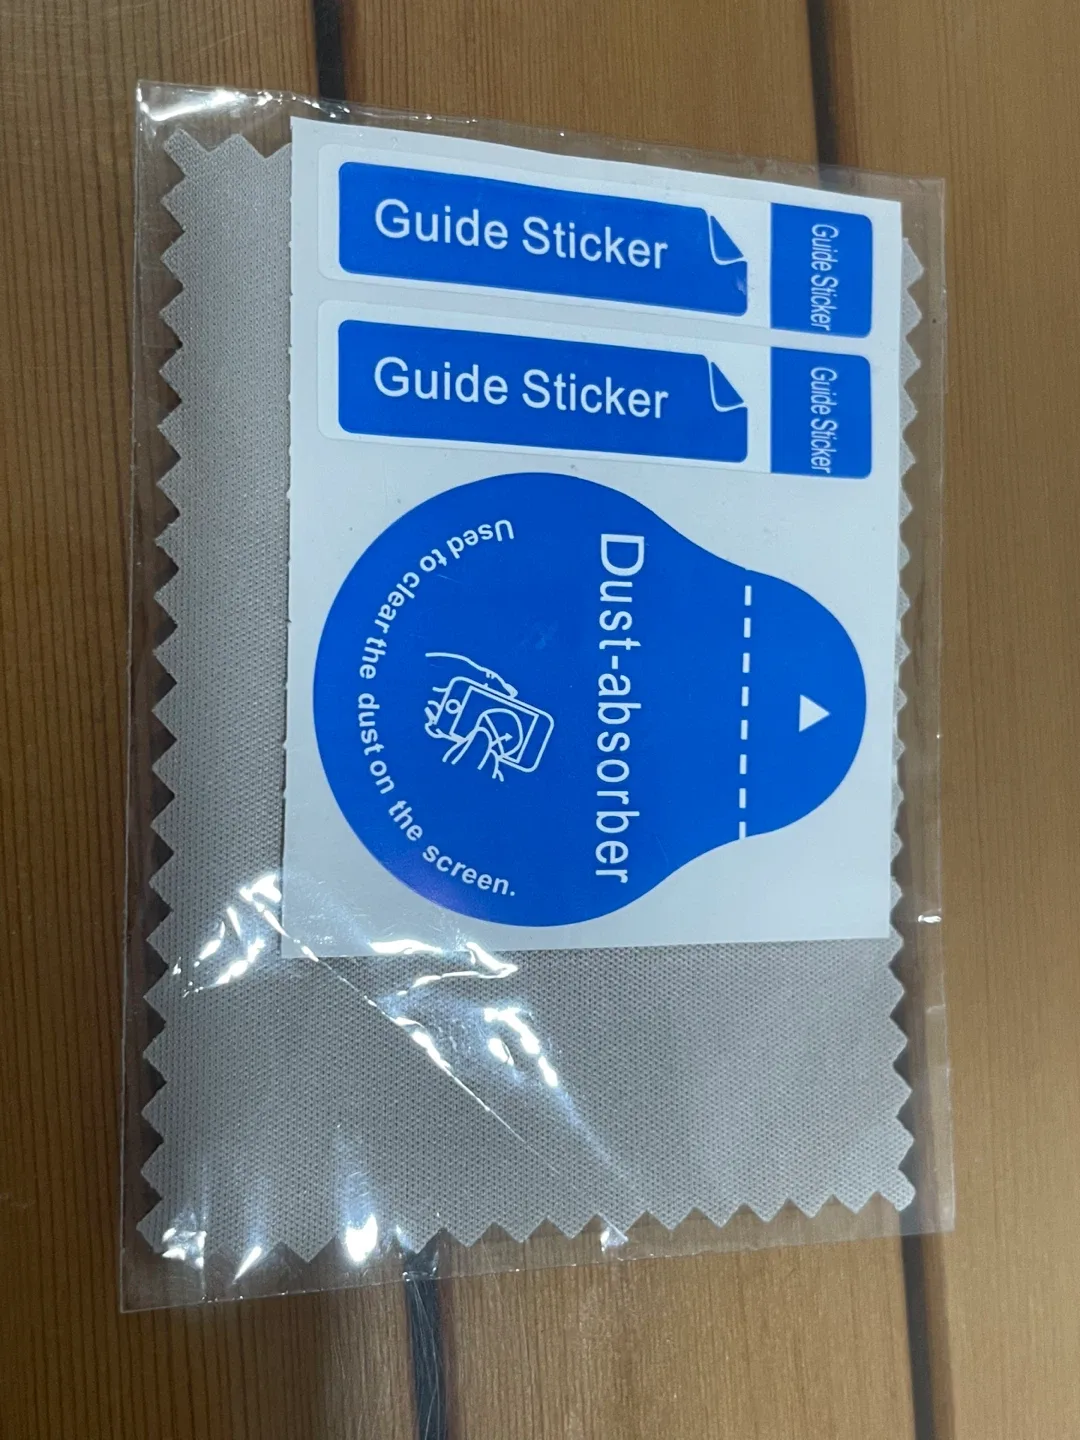 Guide Sticker
Guide Sticker
Guide Sticker
Guide Sticker
Dust-absorber
Used to clear the dust on the screen.